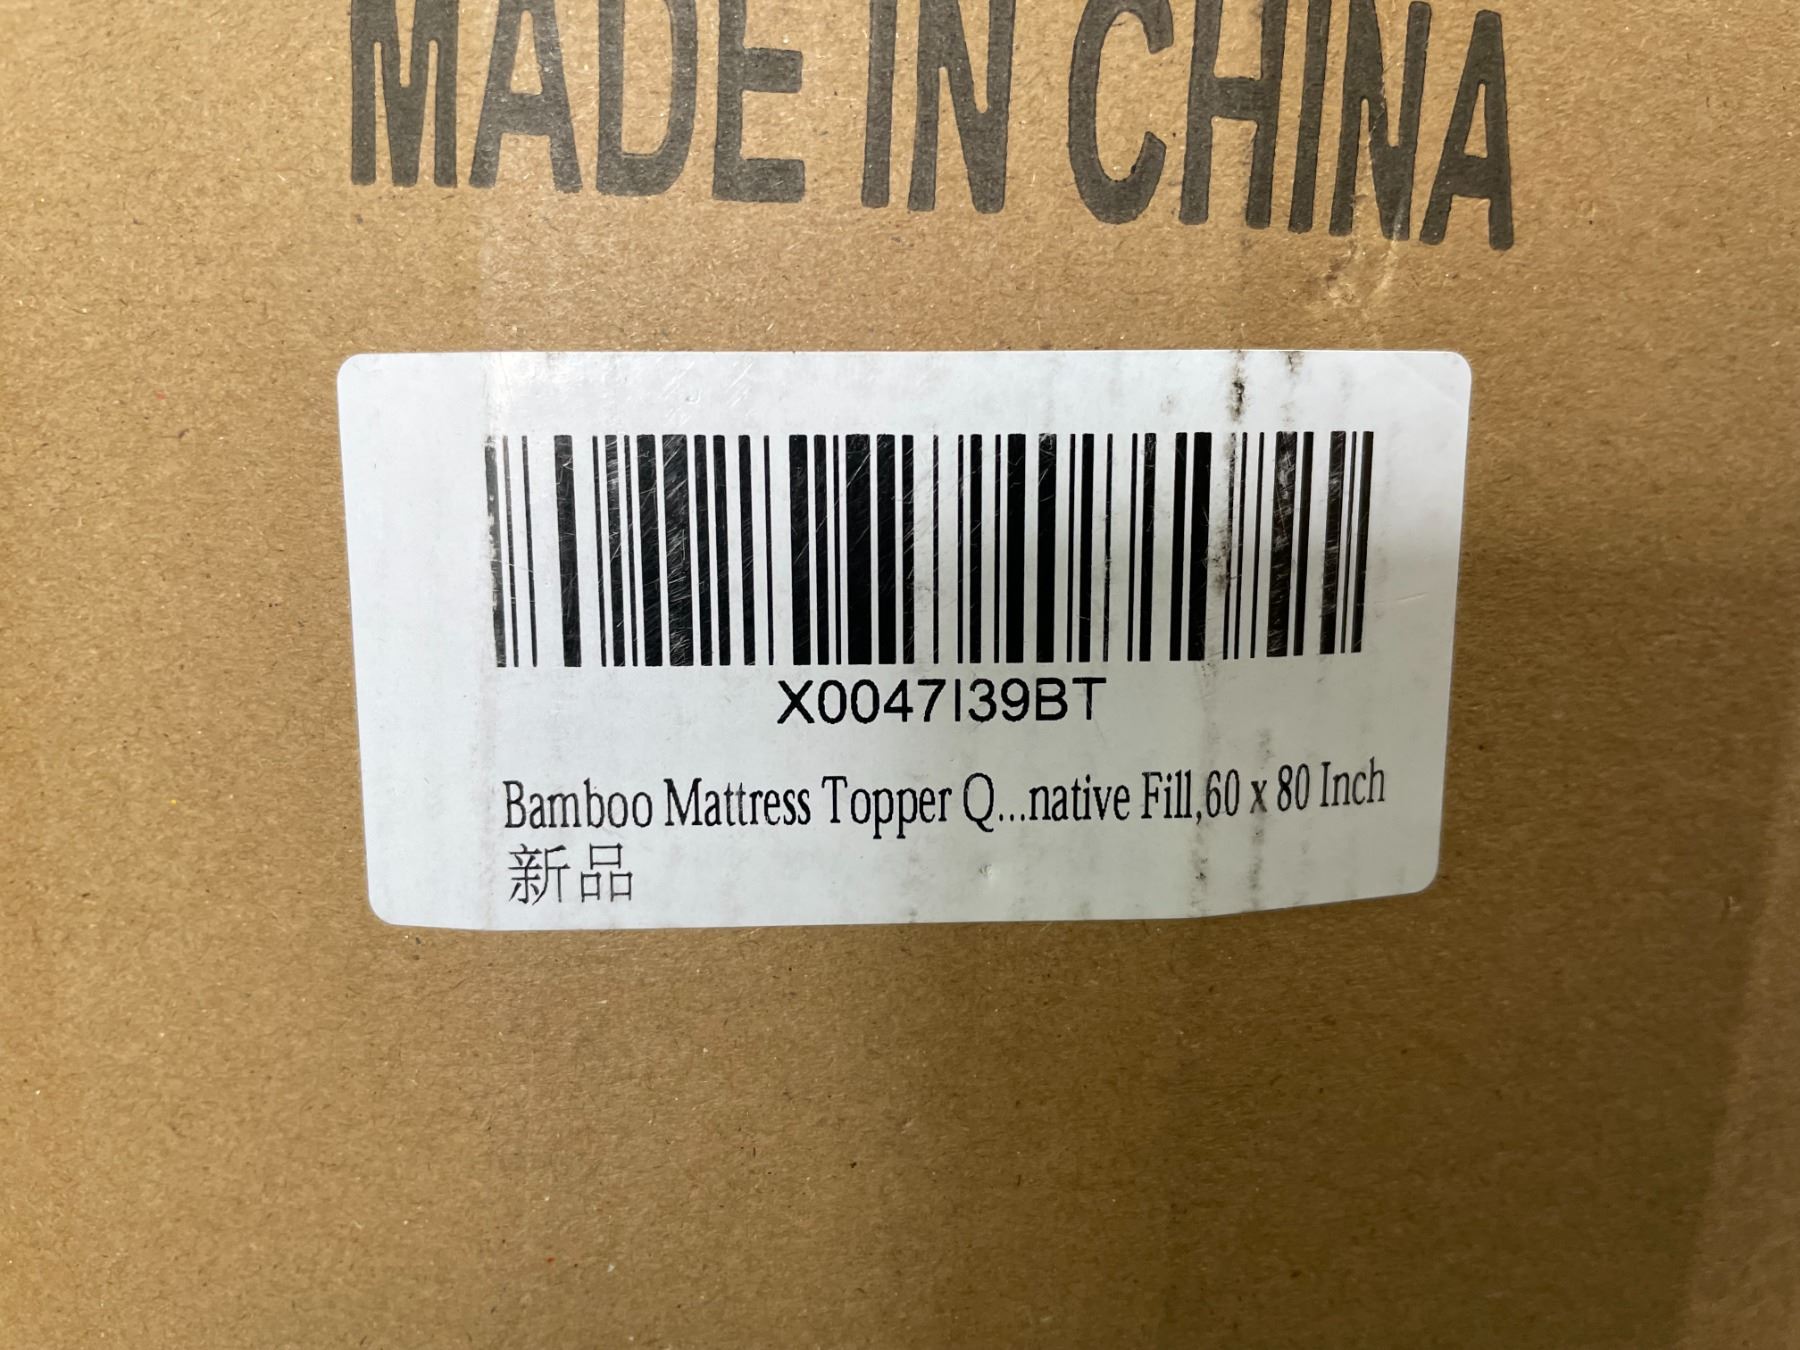 MADE IN CHINA
X0047I39BT
Bamboo Mattress Topper Q...native Fill,60 x 80 Inch
新品